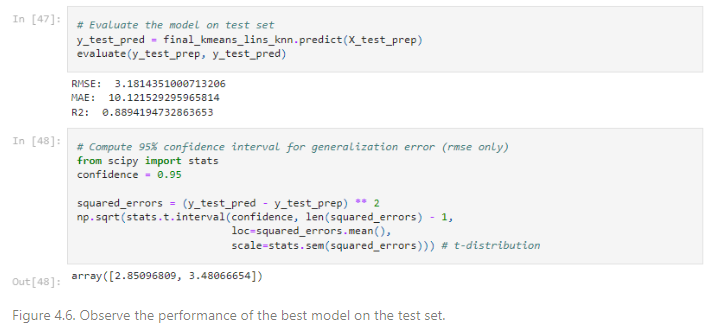 In [47]:
# Evaluate the model on test set
y_test_pred = final_kmeans_lins_knn.predict(X_test_prep)
evaluate(y_test_prep, y_test_pred)
RMSE:  3.1814351000713206
MAE:  10.121529295965814
R2:  0.8894194732863653
In [48]:
# Compute 95% confidence interval for generalization error (rmse only)
from scipy import stats
confidence = 0.95
squared_errors = (y_test_pred - y_test_prep) ** 2
np.sqrt(stats.t.interval(confidence, len(squared_errors) - 1,
loc=squared_errors.mean(),
scale=stats.sem(squared_errors))) # t-distribution
Out[48]: array([2.85096809, 3.48066654])
Figure 4.6. Observe the performance of the best model on the test set.